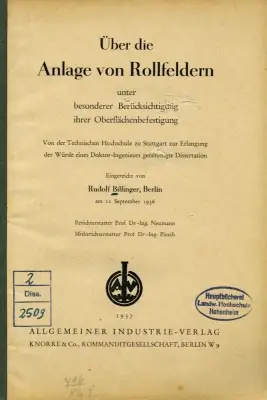 Über die
Anlage von Rollfeldern
unter
besonderer Berücksichtigung
ihrer Oberflächenbefestigung
Von der Technischen Hochschule zu Stuttgart zur Erlangung
der Würde eines Doktor-Ingenieurs genehmigte Dissertation
Eingereicht von
Rudolf Bilfinger, Berlin
am 11 September 1936
Berichterstatter Prof Dr-Ing. Neumann
Mitberichterstatter Prof Dr-Ing. Pirath
2
Diss.
2509
Hauptbücherei
Landw. Hochschule
Hohenheim
1937
ALLGEMEINER INDUSTRIE-VERLAG
KNORRE & Co., KOMMANDITGESELLSCHAFT, BERLIN W 9